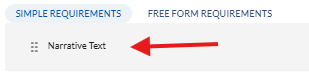 SIMPLE REQUIREMENTS FREE FORM REQUIREMENTS
Narrative Text